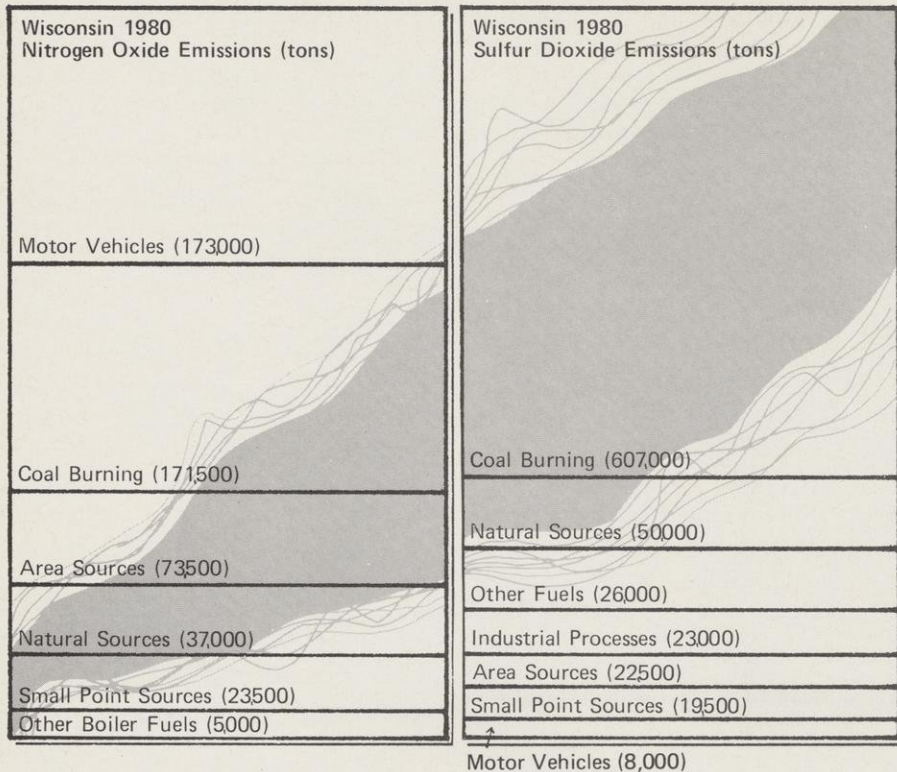 Wisconsin 1980
Nitrogen Oxide Emissions (tons)
Motor Vehicles (173,000)
Coal Burning (171,500)
Area Sources (73,500)
Natural Sources (37,000)
Small Point Sources (23,500)
Other Boiler Fuels (5,000)
Wisconsin 1980
Sulfur Dioxide Emissions (tons)
Coal Burning (607,000)
Natural Sources (50,000)
Other Fuels (26,000)
Industrial Processes (23,000)
Area Sources (22,500)
Small Point Sources (19,500)
Motor Vehicles (8,000)